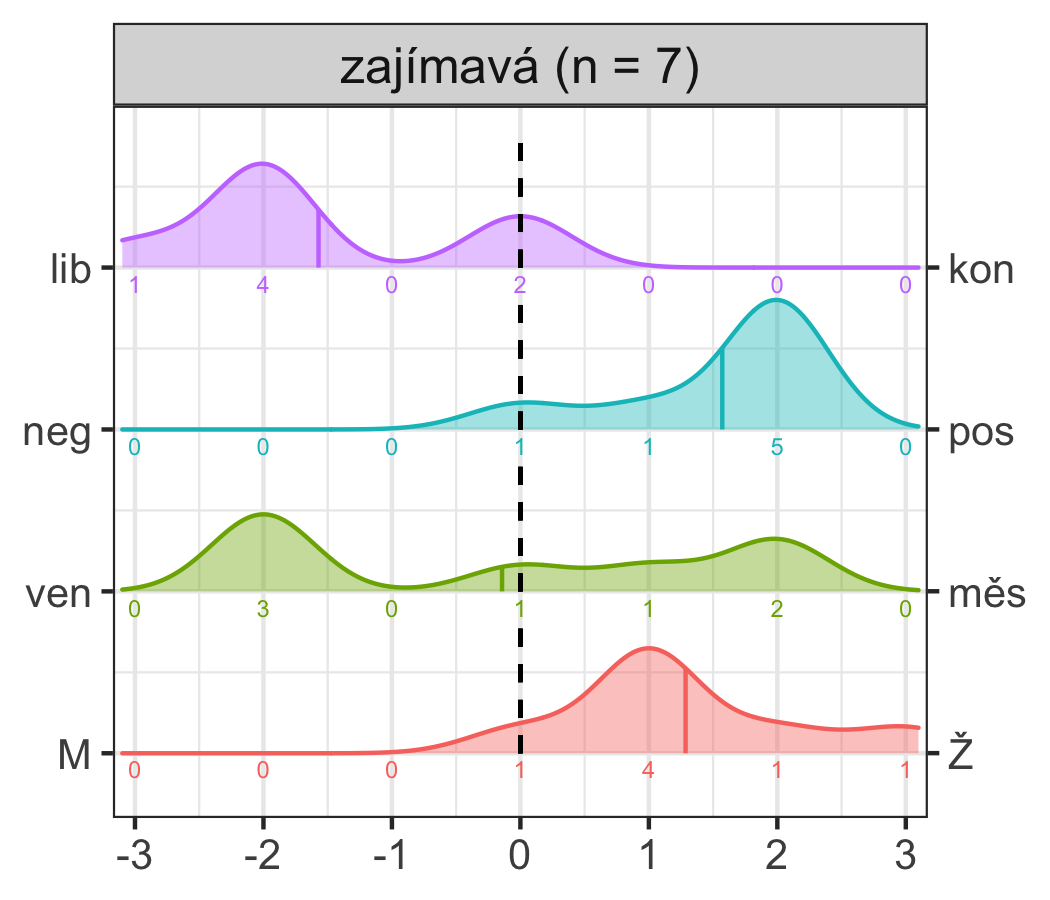 zajímavá (n = 7)
lib kon
1 4 0 2 0 0 0
neg pos
0 0 0 1 1 5 0
ven měs
0 3 0 1 1 2 0
M Ž
0 0 0 1 4 1 1
-3 -2 -1 0 1 2 3